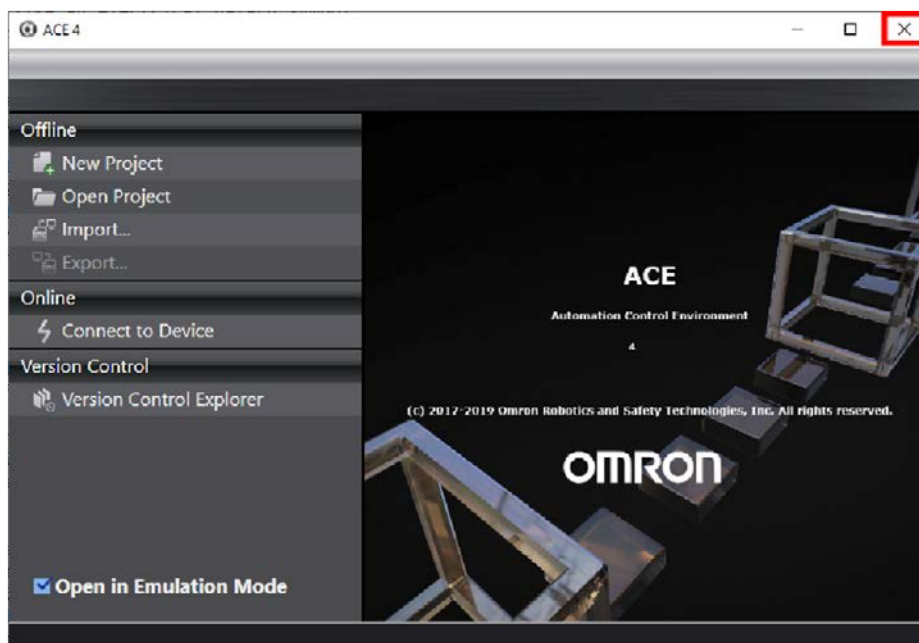 ACE 4
Offline
New Project
Open Project
Import...
Export...
Online
Connect to Device
Version Control
Version Control Explorer
Open in Emulation Mode
ACE
Automation Control Environment
4
(c) 2017-2019 Omron Robotics and Safety Technologies, Inc. All rights reserved.
OMRON